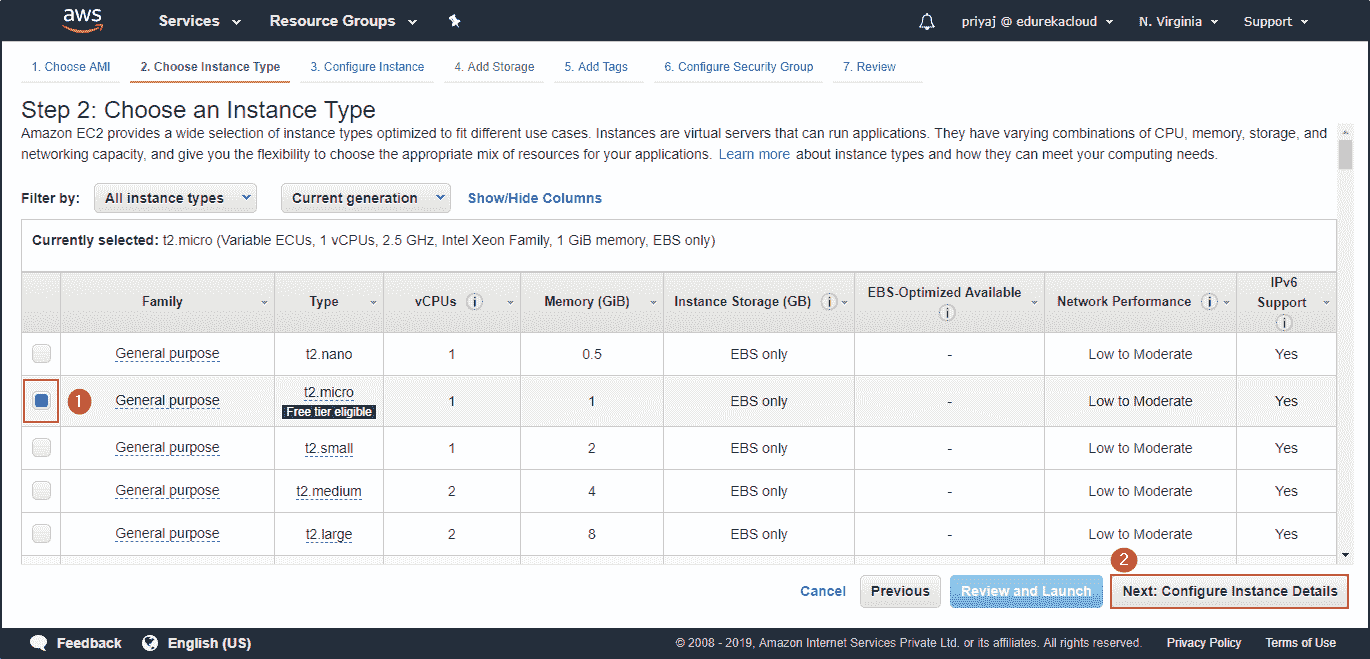 aws Services Resource Groups priyaj @ edurekacloud N. Virginia Support
1. Choose AMI 2. Choose Instance Type 3. Configure Instance 4. Add Storage 5. Add Tags 6. Configure Security Group 7. Review
Step 2: Choose an Instance Type
Amazon EC2 provides a wide selection of instance types optimized to fit different use cases. Instances are virtual servers that can run applications. They have varying combinations of CPU, memory, storage, and
networking capacity, and give you the flexibility to choose the appropriate mix of resources for your applications. Learn more about instance types and how they can meet your computing needs.
Filter by: All instance types Current generation Show/Hide Columns
Currently selected: t2.micro (Variable ECUs, 1 vCPUs, 2.5 GHz, Intel Xeon Family, 1 GiB memory, EBS only)
Family Type vCPUs i Memory (GiB) Instance Storage (GB) i EBS-Optimized Available i Network Performance i IPv6 Support i
General purpose t2.nano 1 0.5 EBS only - Low to Moderate Yes
1 General purpose t2.micro Free tier eligible 1 1 EBS only - Low to Moderate Yes
General purpose t2.small 1 2 EBS only - Low to Moderate Yes
General purpose t2.medium 2 4 EBS only - Low to Moderate Yes
General purpose t2.large 2 8 EBS only - Low to Moderate Yes
2
Cancel Previous Review and Launch Next: Configure Instance Details
Feedback English (US) © 2008 - 2019, Amazon Internet Services Private Ltd. or its affiliates. All rights reserved. Privacy Policy Terms of Use